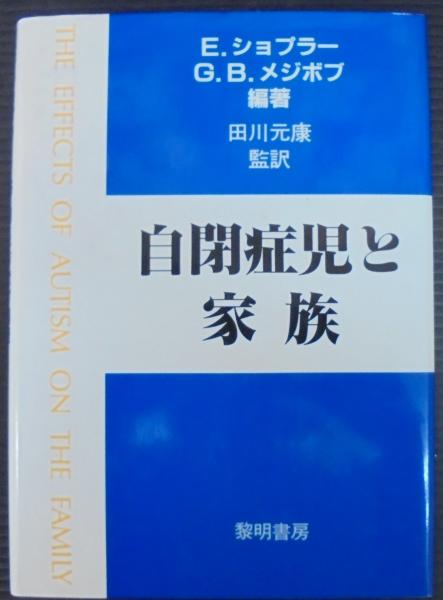 E.ショプラー
G.B.メジボブ
編著
田川元康
監訳
自閉症児と
家族
黎明書房
THE EFFECTS OF AUTISM ON THE FAMILY